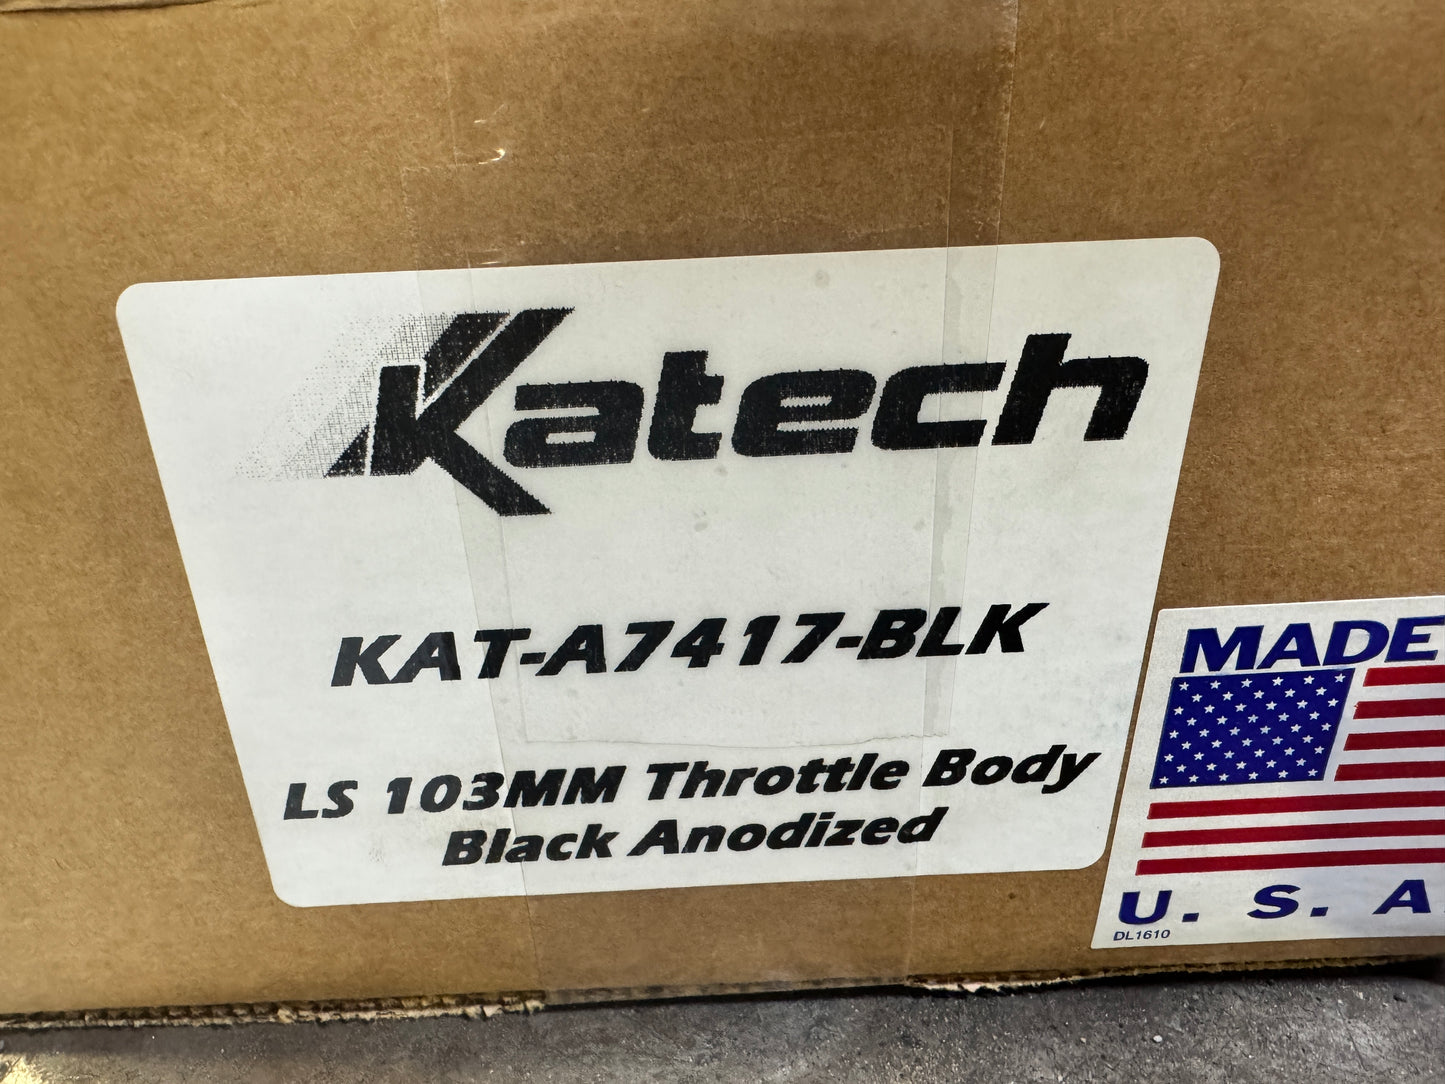 Katech
KAT-A7417-BLK
LS 103MM Throttle Body
Black Anodized
MADE
U. S. A
DL1610